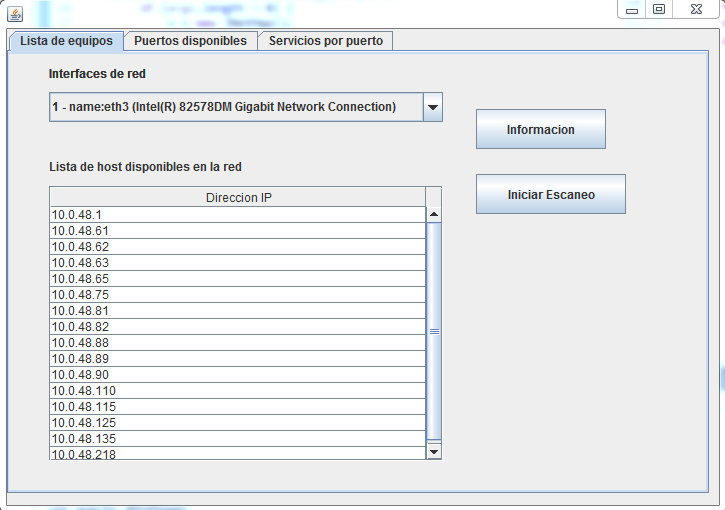 Lista de equipos
Puertos disponibles
Servicios por puerto
Interfaces de red
1 - name:eth3 (Intel(R) 82578DM Gigabit Network Connection)
Informacion
Lista de host disponibles en la red
Iniciar Escaneo
Direccion IP
10.0.48.1
10.0.48.61
10.0.48.62
10.0.48.63
10.0.48.65
10.0.48.75
10.0.48.81
10.0.48.82
10.0.48.88
10.0.48.89
10.0.48.90
10.0.48.110
10.0.48.115
10.0.48.125
10.0.48.135
10.0.48.218